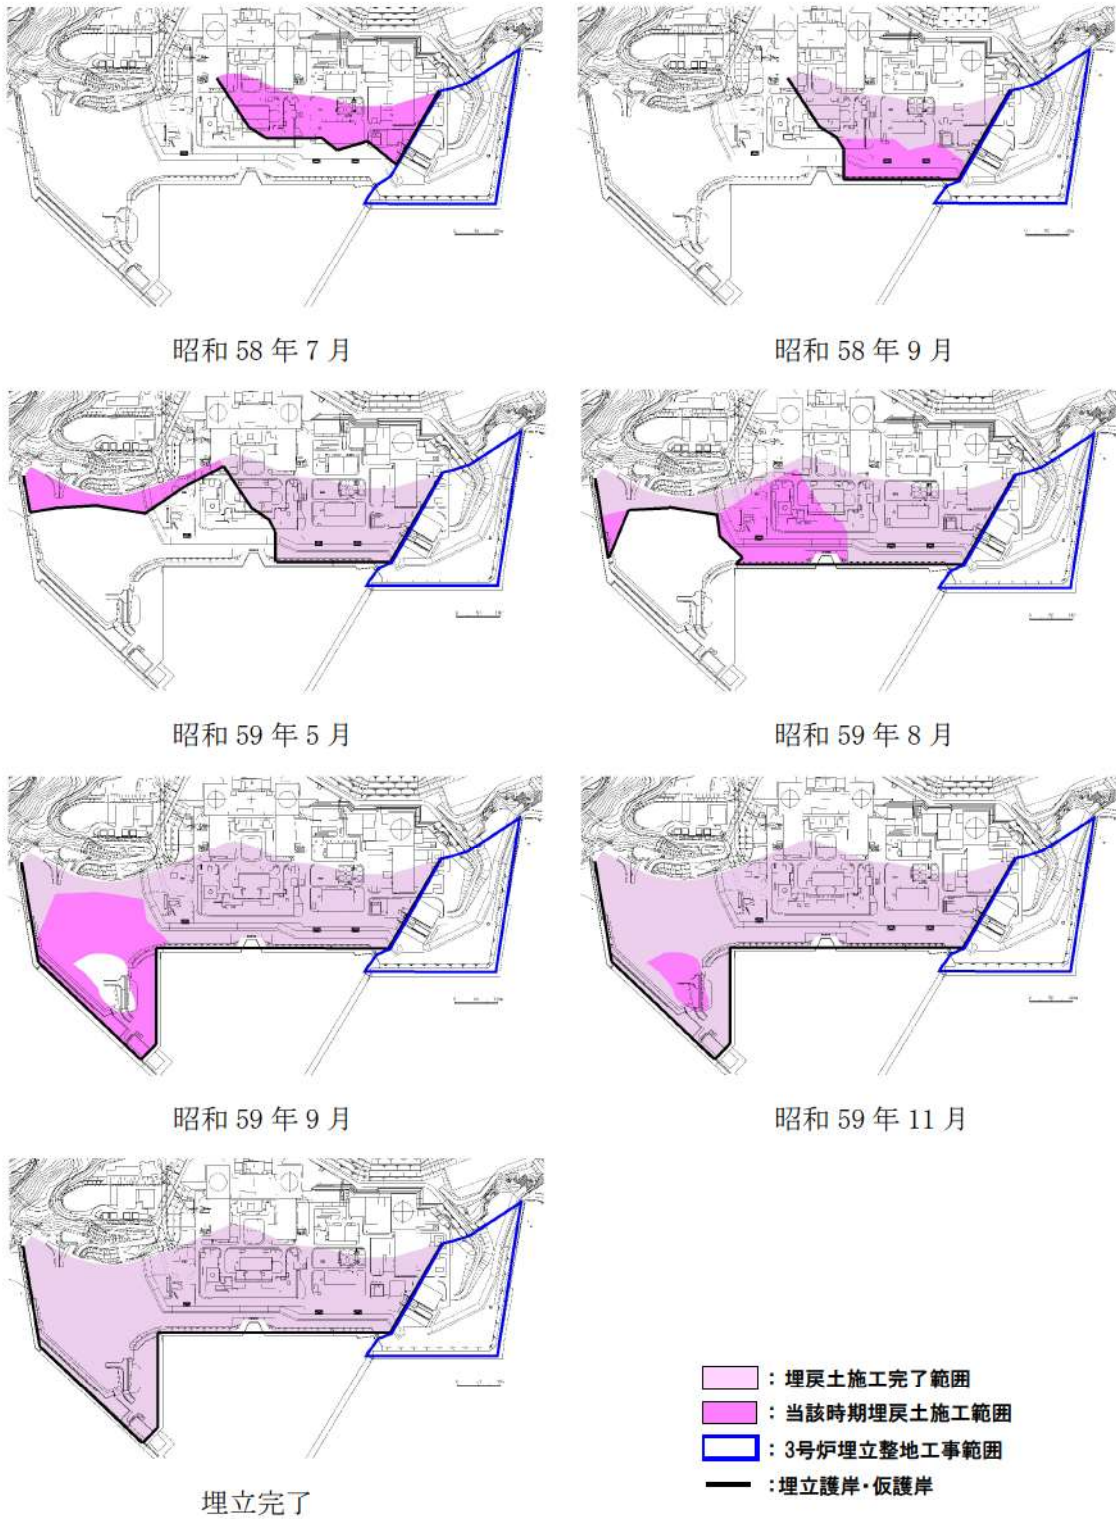 昭和 58 年 7 月
昭和 58 年 9 月
昭和 59 年 5 月
昭和 59 年 8 月
昭和 59 年 9 月
昭和 59 年 11 月
埋立完了
：埋戻土施工完了範囲
：当該時期埋戻土施工範囲
：3号炉埋立整地工事範囲
：埋立護岸・仮護岸